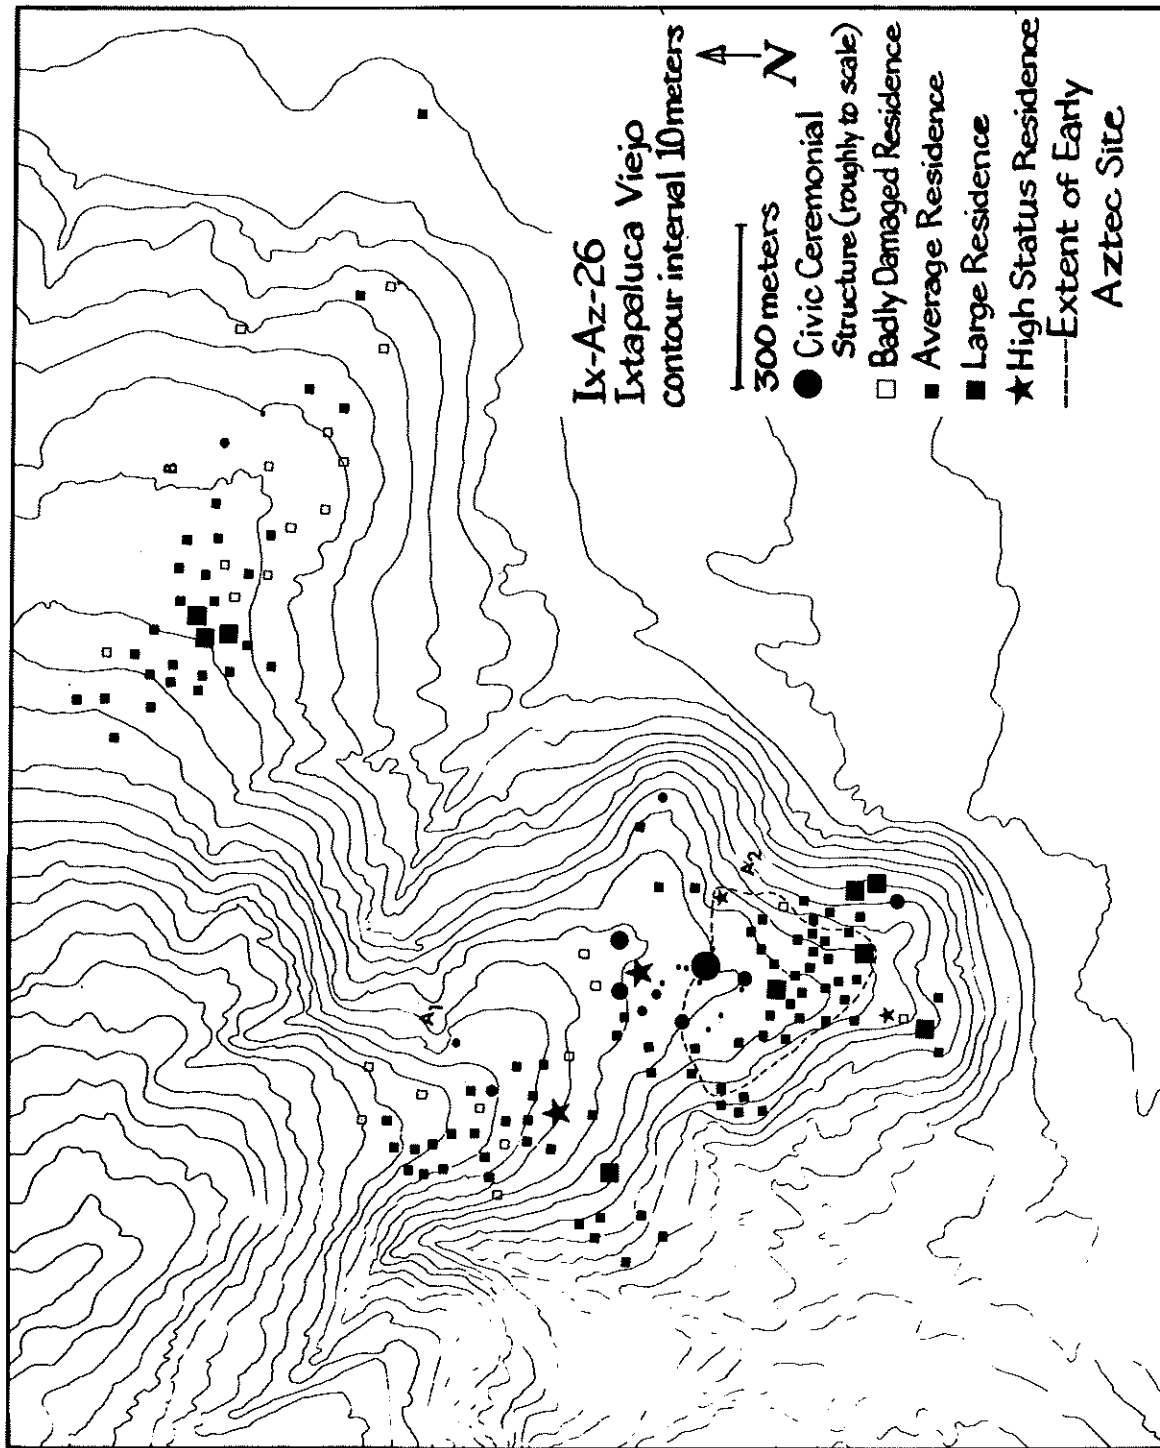 Ix-Az-26
Ixtapaluca Viejo
contour internal 10 meters
N
300 meters
Civic Ceremonial
Structure (roughly to scale)
Badly Damaged Residence
Average Residence
Large Residence
High Status Residence
Extent of Early
Aztec Site
A1
A2
B